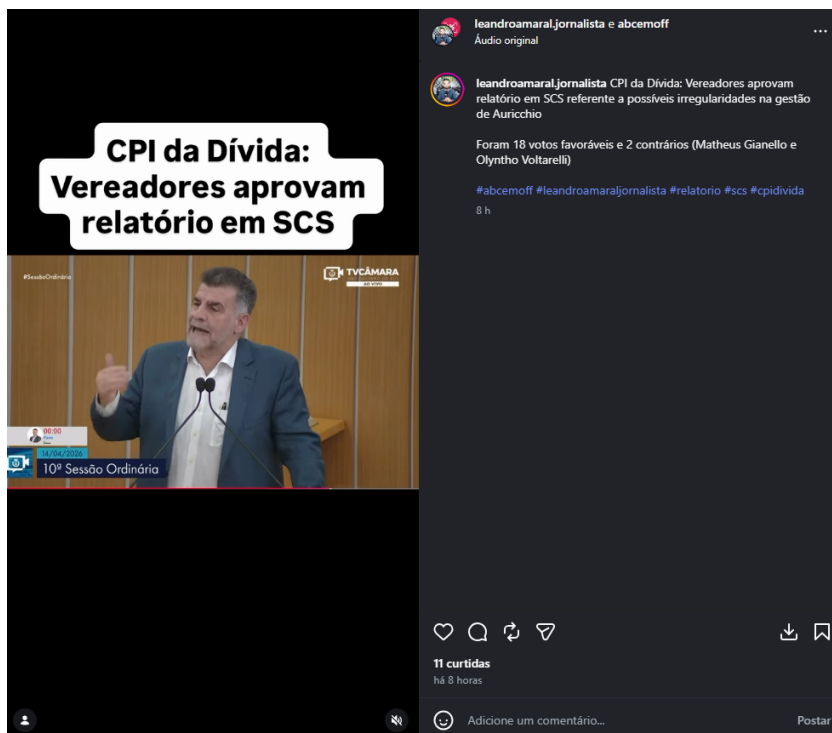 CPI da Dívida:
Vereadores aprovam
relatório em SCS
#SessãoOrdinária
TVCÂMARA
AO VIVO
00:00
14/04/2026
10ª Sessão Ordinária
leandroamaral.jornalista e abcemoff
Áudio original
leandroamaral.jornalista CPI da Dívida: Vereadores aprovam
relatório em SCS referente a possíveis irregularidades na gestão
de Auricchio
Foram 18 votos favoráveis e 2 contrários (Matheus Gianello e
Olyntho Voltarelli)
#abcemoff #leandroamaraljornalista #relatorio #scs #cpidivida
8 h
11 curtidas
há 8 horas
Adicione um comentário...
Postar